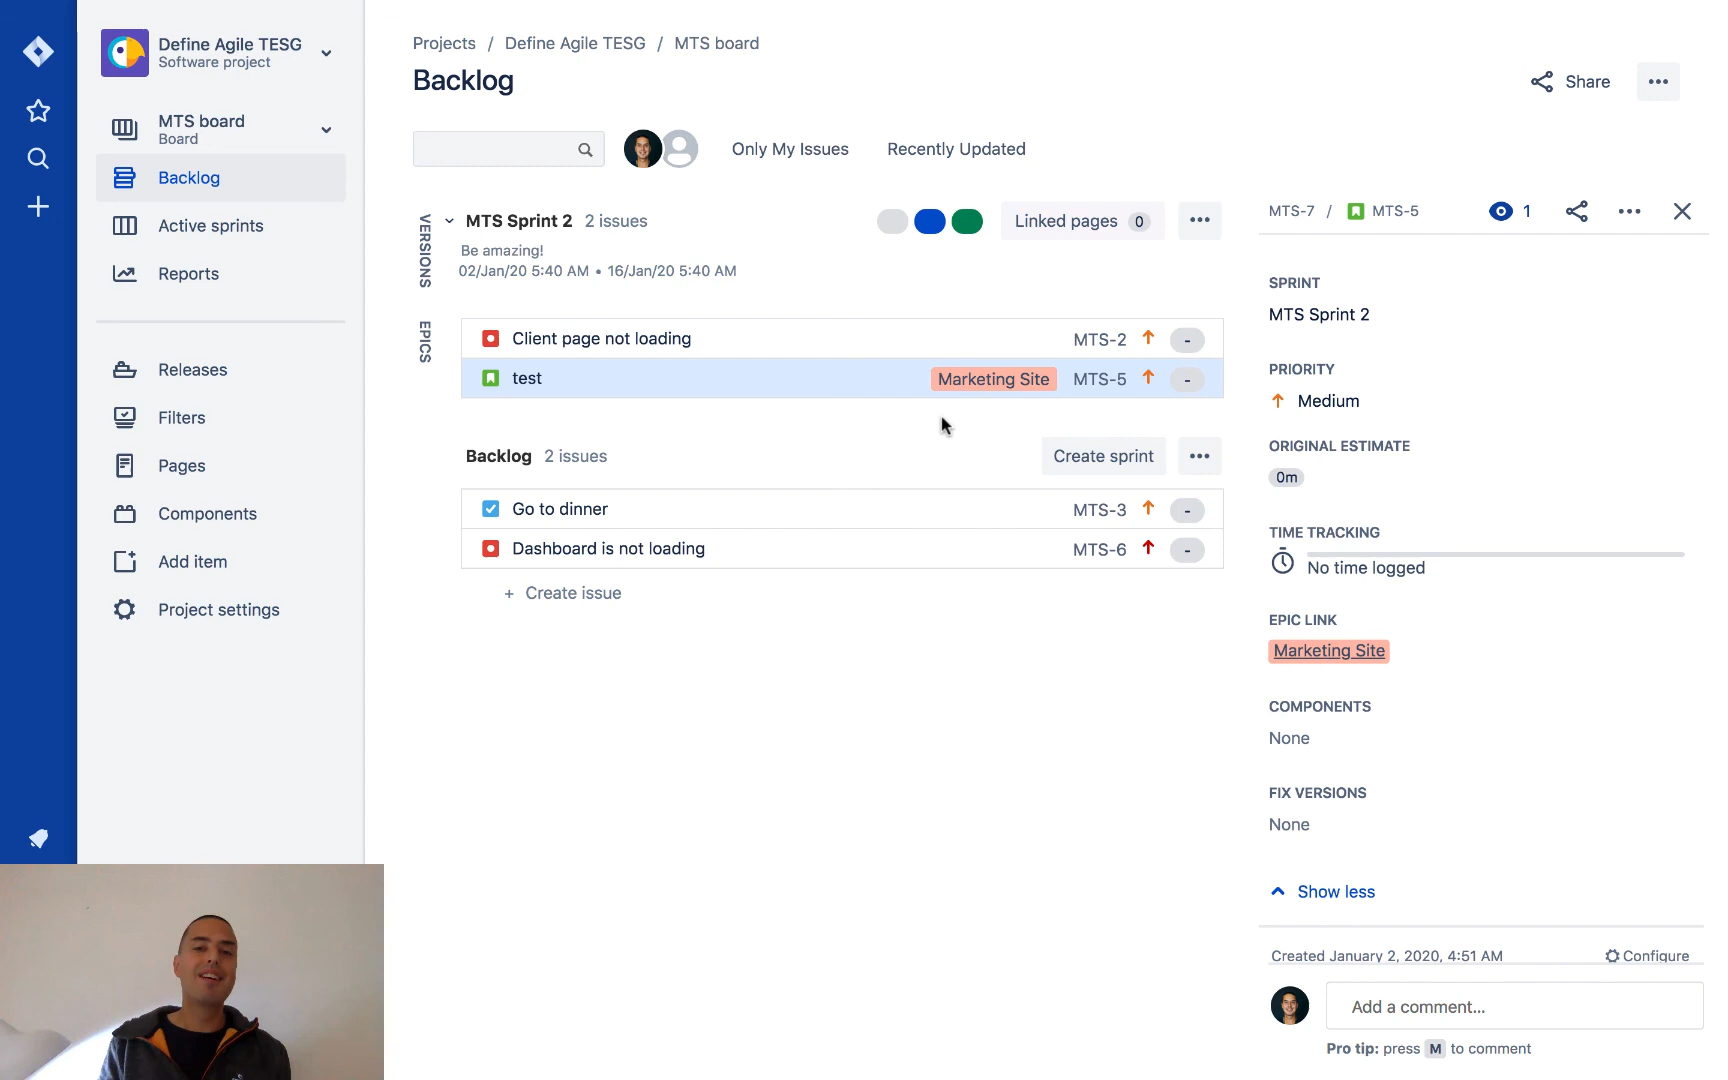 Define Agile TESG
Software project
MTS board
Board
Backlog
Active sprints
Reports
Releases
Filters
Pages
Components
Add item
Project settings
Projects / Define Agile TESG / MTS board
Backlog
Share
Only My Issues
Recently Updated
VERSIONS
EPICS
MTS Sprint 2 2 issues
Linked pages 0
Be amazing!
02/Jan/20 5:40 AM • 16/Jan/20 5:40 AM
Client page not loading MTS-2 -
test Marketing Site MTS-5 -
Backlog 2 issues
Create sprint
Go to dinner MTS-3 -
Dashboard is not loading MTS-6 -
+ Create issue
MTS-7 / MTS-5 1
SPRINT
MTS Sprint 2
PRIORITY
Medium
ORIGINAL ESTIMATE
0m
TIME TRACKING
No time logged
EPIC LINK
Marketing Site
COMPONENTS
None
FIX VERSIONS
None
Show less
Created January 2, 2020, 4:51 AM
Configure
Add a comment...
Pro tip: press M to comment